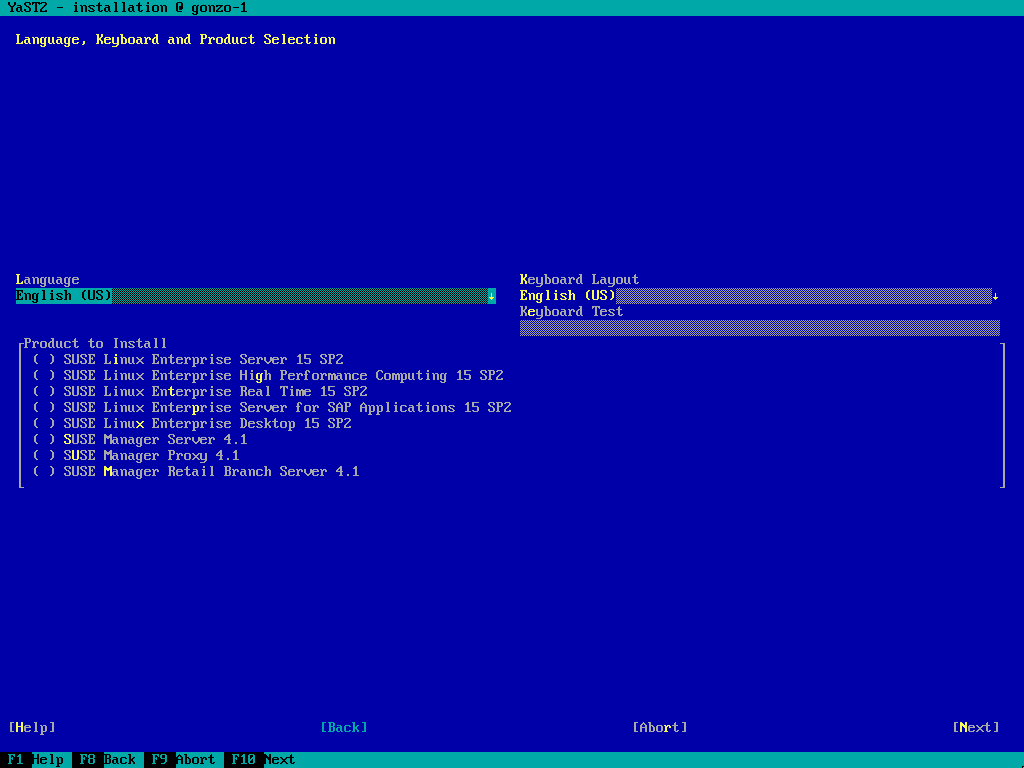 YaST2 - installation @ gonzo-1
Language, Keyboard and Product Selection
Language Keyboard Layout
English (US)↓ English (US)↓
Keyboard Test
Product to Install
( ) SUSE Linux Enterprise Server 15 SP2
( ) SUSE Linux Enterprise High Performance Computing 15 SP2
( ) SUSE Linux Enterprise Real Time 15 SP2
( ) SUSE Linux Enterprise Server for SAP Applications 15 SP2
( ) SUSE Linux Enterprise Desktop 15 SP2
( ) SUSE Manager Server 4.1
( ) SUSE Manager Proxy 4.1
( ) SUSE Manager Retail Branch Server 4.1
[Help] [Back] [Abort] [Next]
F1 Help F8 Back F9 Abort F10 Next